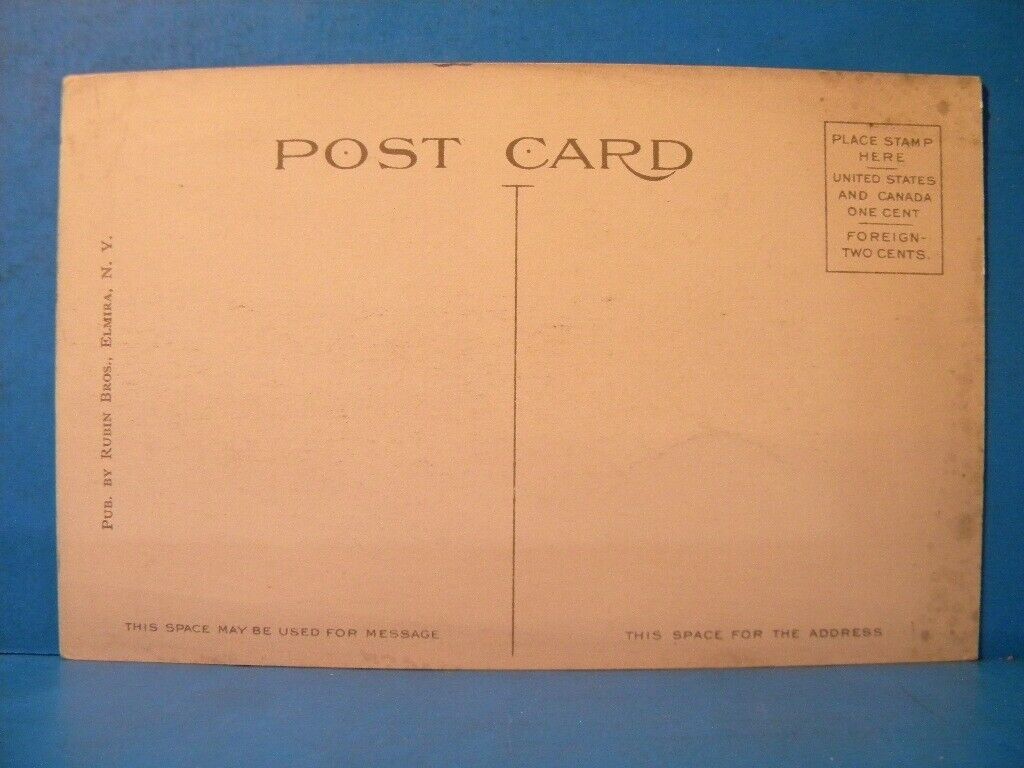 POST CARD
PLACE STAMP
HERE
UNITED STATES
AND CANADA
ONE CENT
FOREIGN-
TWO CENTS.
PUB. BY RUBIN BROS., ELMIRA, N. Y.
THIS SPACE MAY BE USED FOR MESSAGE
THIS SPACE FOR THE ADDRESS